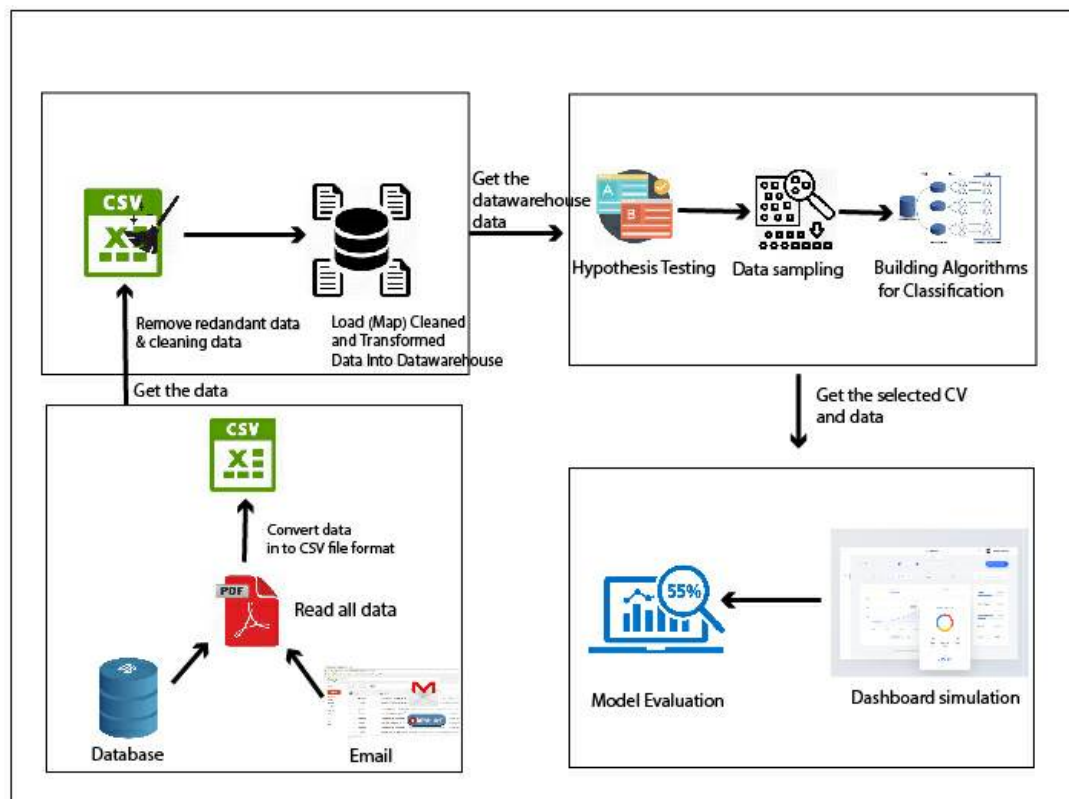 CSV
Remove redandant data
& cleaning data
Load (Map) Cleaned
and Transformed
Data Into Datawarehouse
Get the
datawarehouse
data
A
B
Hypothesis Testing
Data sampling
Building Algorithms
for Classification
Get the data
CSV
Convert data
in to CSV file format
PDF
Read all data
Database
Email
Get the selected CV
and data
55%
Model Evaluation
Dashboard simulation